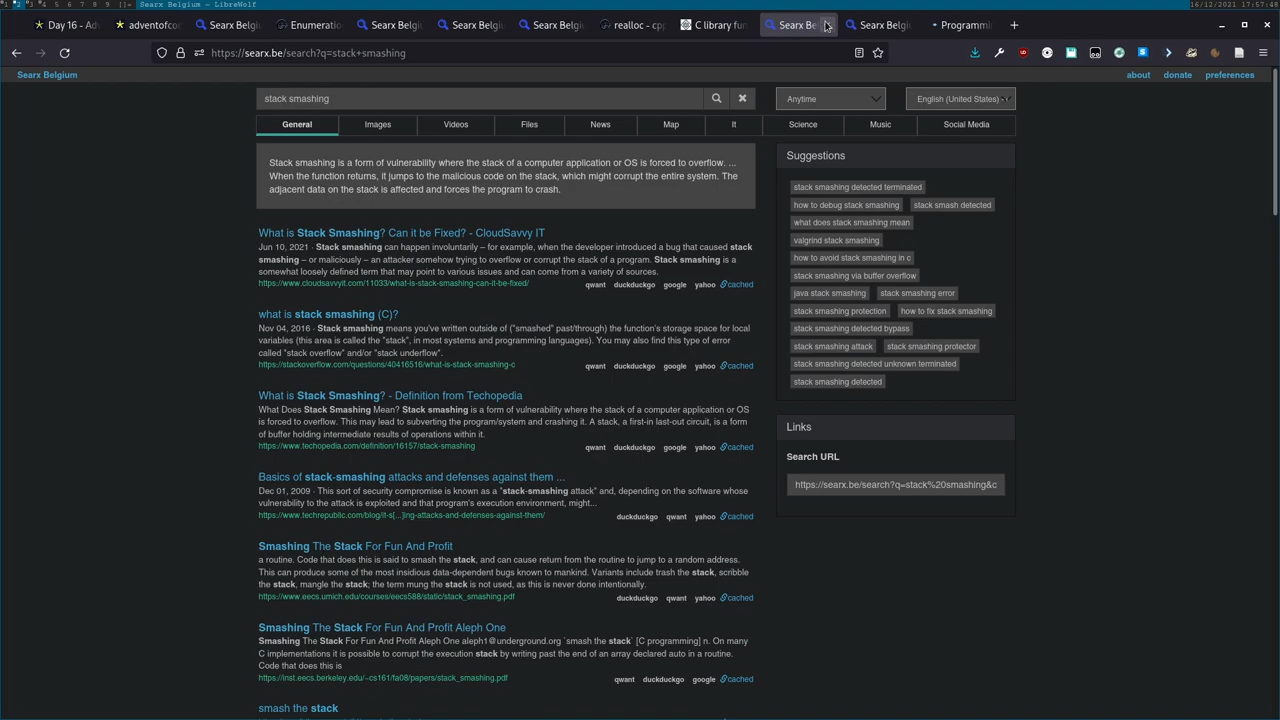 1 2 3 4 5 6 7 8 9 []= Searx Belgium — LibreWolf 16/12/2021 17:57:48
Day 16 - Adv adventofcod Enumeratio Searx Belgi Searx Belgi Searx Belgi realloc - cpp C library fun Searx Be Searx Belgi Programmi
https://searx.be/search?q=stack+smashing
Searx Belgium about donate preferences
stack smashing Anytime English (United States)
General Images Videos Files News Map It Science Music Social Media
Stack smashing is a form of vulnerability where the stack of a computer application or OS is forced to overflow. ...
When the function returns, it jumps to the malicious code on the stack, which might corrupt the entire system. The
adjacent data on the stack is affected and forces the program to crash.
What is Stack Smashing? Can it be Fixed? - CloudSavvy IT
Jun 10, 2021 · Stack smashing can happen involuntarily – for example, when the developer introduced a bug that caused stack
smashing – or maliciously – an attacker somehow trying to overflow or corrupt the stack of a program. Stack smashing is a
somewhat loosely defined term that may point to various issues and can come from a variety of sources.
https://www.cloudsavvyit.com/11033/what-is-stack-smashing-can-it-be-fixed/ qwant duckduckgo google yahoo cached
what is stack smashing (C)?
Nov 04, 2016 · Stack smashing means you've written outside of ("smashed" past/through) the function's storage space for local
variables (this area is called the "stack", in most systems and programming languages). You may also find this type of error
called "stack overflow" and/or "stack underflow".
https://stackoverflow.com/questions/40416516/what-is-stack-smashing-c qwant duckduckgo google yahoo cached
What is Stack Smashing? - Definition from Techopedia
What Does Stack Smashing Mean? Stack smashing is a form of vulnerability where the stack of a computer application or OS
is forced to overflow. This may lead to subverting the program/system and crashing it. A stack, a first-in last-out circuit, is a form
of buffer holding intermediate results of operations within it.
https://www.techopedia.com/definition/16157/stack-smashing qwant duckduckgo google yahoo cached
Basics of stack-smashing attacks and defenses against them ...
Dec 01, 2009 · This sort of security compromise is known as a "stack-smashing attack" and, depending on the software whose
vulnerability to the attack is exploited and that program's execution environment, might...
https://www.techrepublic.com/blog/it-s[...]ing-attacks-and-defenses-against-them/ duckduckgo qwant yahoo cached
Smashing The Stack For Fun And Profit
a routine. Code that does this is said to smash the stack, and can cause return from the routine to jump to a random address.
This can produce some of the most insidious data-dependent bugs known to mankind. Variants include trash the stack, scribble
the stack, mangle the stack; the term mung the stack is not used, as this is never done intentionally.
https://www.eecs.umich.edu/courses/eecs588/static/stack_smashing.pdf duckduckgo qwant yahoo cached
Smashing The Stack For Fun And Profit Aleph One
Smashing The Stack For Fun And Profit Aleph One aleph1@underground.org `smash the stack` [C programming] n. On many
C implementations it is possible to corrupt the execution stack by writing past the end of an array declared auto in a routine.
Code that does this is
https://inst.eecs.berkeley.edu/~cs161/fa08/papers/stack_smashing.pdf qwant duckduckgo google cached
smash the stack
Suggestions
stack smashing detected terminated
how to debug stack smashing stack smash detected
what does stack smashing mean
valgrind stack smashing
how to avoid stack smashing in c
stack smashing via buffer overflow
java stack smashing stack smashing error
stack smashing protection how to fix stack smashing
stack smashing detected bypass
stack smashing attack stack smashing protector
stack smashing detected unknown terminated
stack smashing detected
Links
Search URL
https://searx.be/search?q=stack%20smashing&c